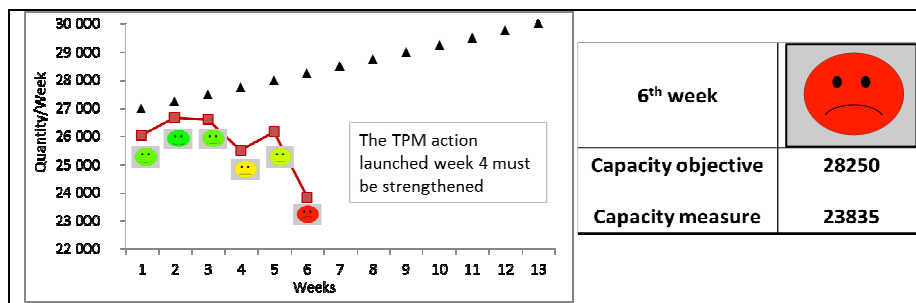 Quantity/Week
30 000
29 000
28 000
27 000
26 000
25 000
24 000
23 000
22 000
The TPM action
launched week 4 must
be strengthened
1 2 3 4 5 6 7 8 9 10 11 12 13
Weeks
6th week
Capacity objective 28250
Capacity measure 23835